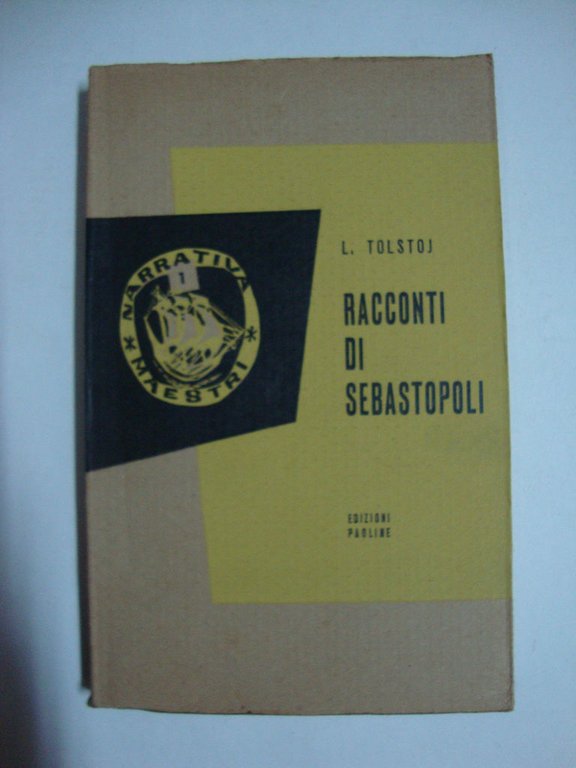 NARRATIVA
1
* MAESTRI *
L. TOLSTOJ
RACCONTI
DI
SEBASTOPOLI
EDIZIONI
PAOLINE